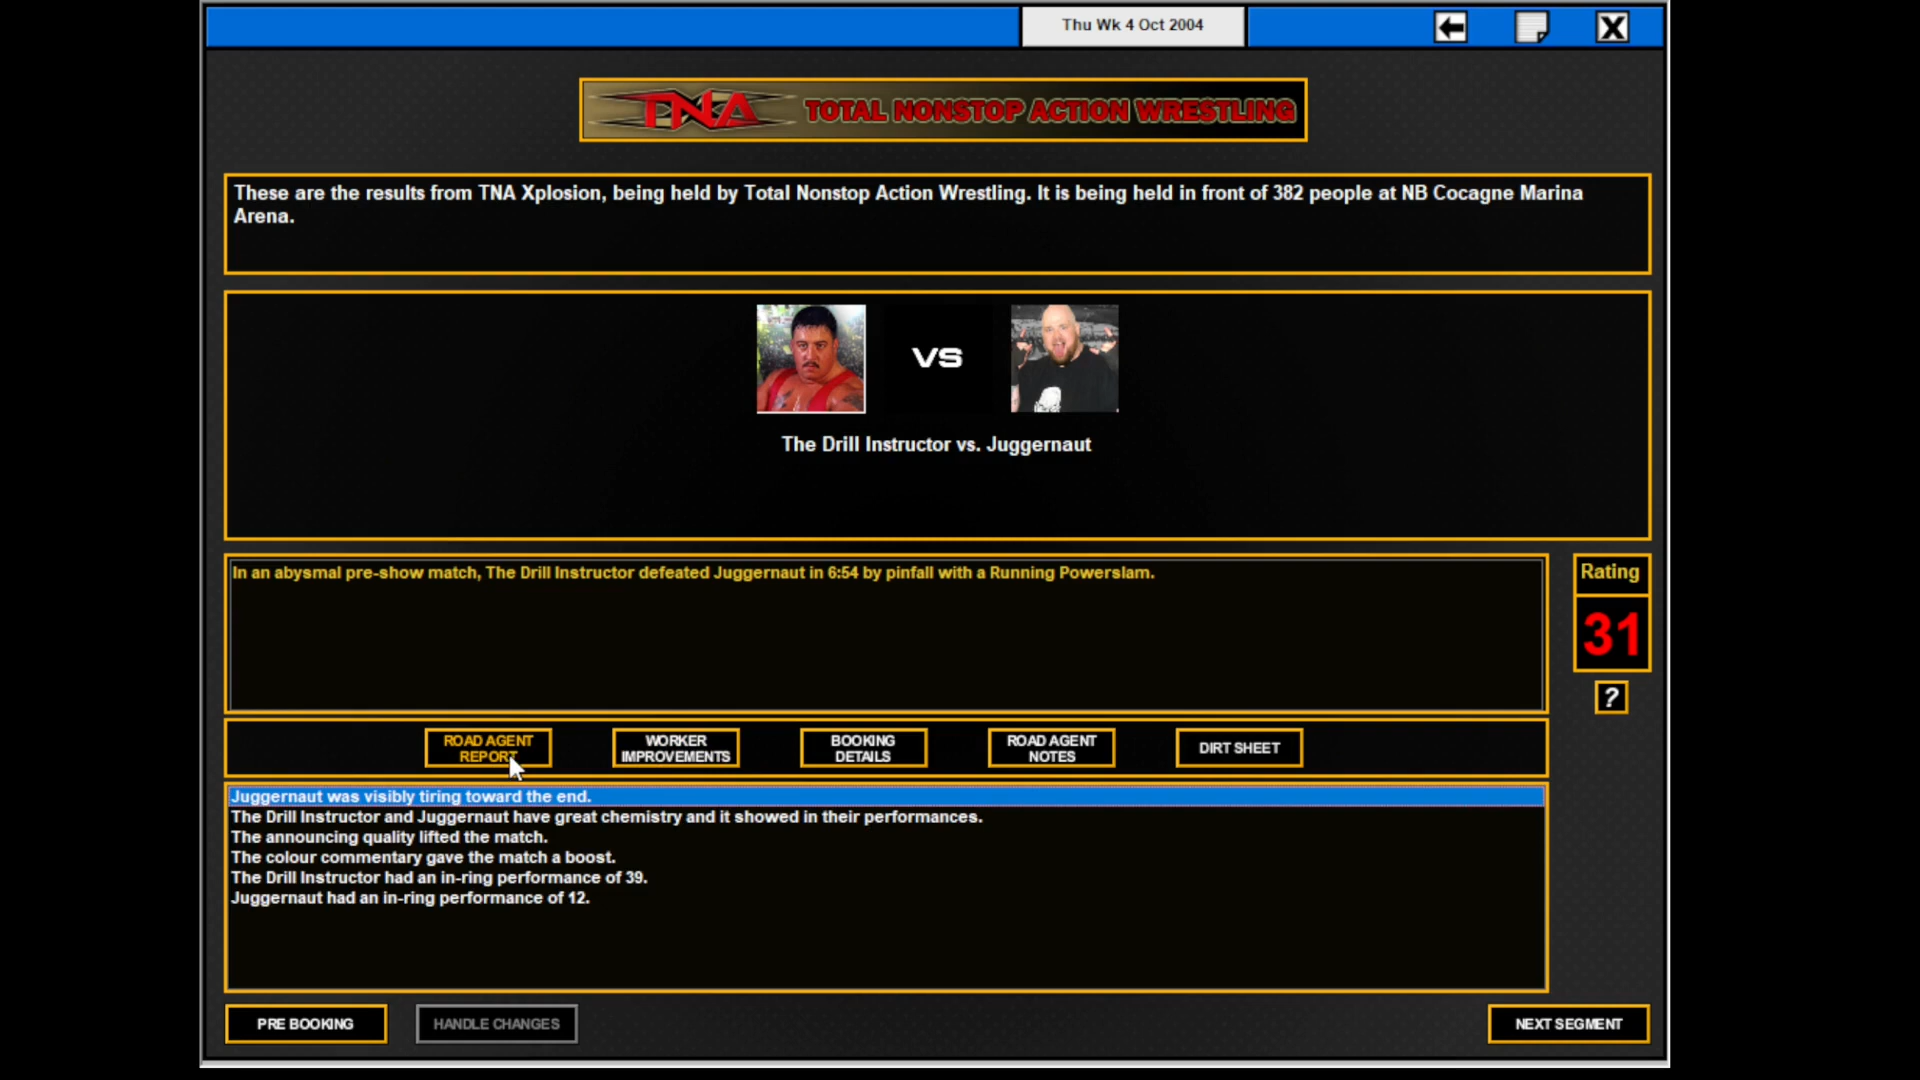 Thu Wk 4 Oct 2004
TNA TOTAL NONSTOP ACTION WRESTLING
These are the results from TNA Xplosion, being held by Total Nonstop Action Wrestling. It is being held in front of 382 people at NB Cocagne Marina
Arena.
VS
The Drill Instructor vs. Juggernaut
In an abysmal pre-show match, The Drill Instructor defeated Juggernaut in 6:54 by pinfall with a Running Powerslam.
Rating
31
?
ROAD AGENT
REPORT
WORKER
IMPROVEMENTS
BOOKING
DETAILS
ROAD AGENT
NOTES
DIRT SHEET
Juggernaut was visibly tiring toward the end.
The Drill Instructor and Juggernaut have great chemistry and it showed in their performances.
The announcing quality lifted the match.
The colour commentary gave the match a boost.
The Drill Instructor had an in-ring performance of 39.
Juggernaut had an in-ring performance of 12.
PRE BOOKING
HANDLE CHANGES
NEXT SEGMENT